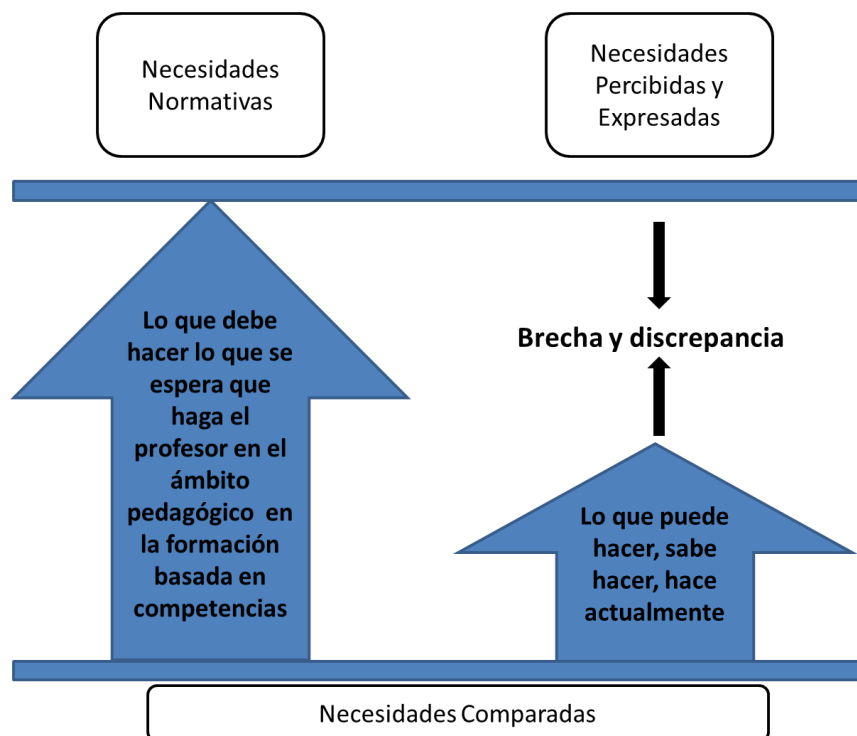 Necesidades
Normativas
Necesidades
Percibidas y
Expresadas
Lo que debe
hacer lo que se
espera que
haga el
profesor en el
ámbito
pedagógico en
la formación
basada en
competencias
Brecha y discrepancia
Lo que puede
hacer, sabe
hacer, hace
actualmente
Necesidades Comparadas